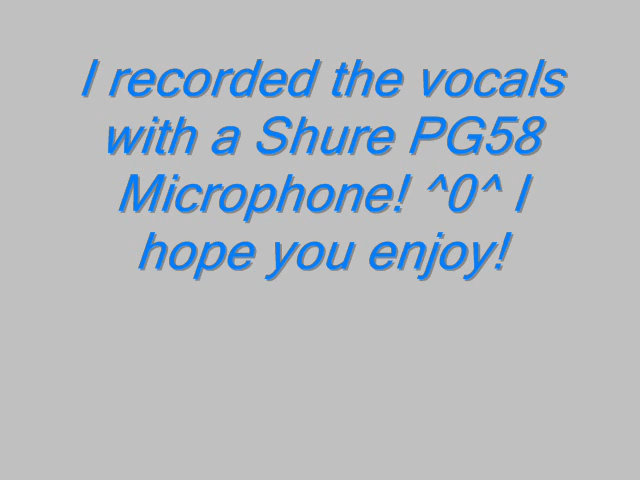 I recorded the vocals
with a Shure PG58
Microphone! ^0^ I
hope you enjoy!